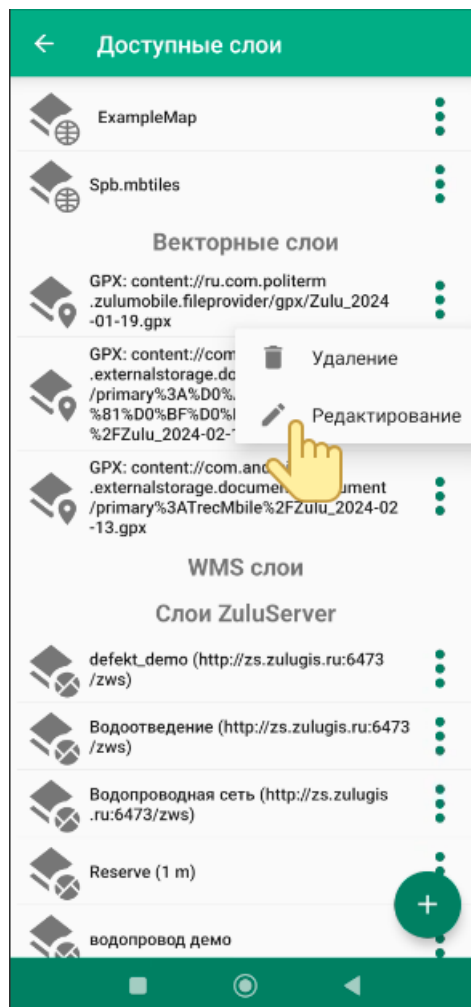 Доступные слои
ExampleMap
Spb.mbtiles
Векторные слои
GPX: content://ru.com.politerm
.zulumobile.fileprovider/gpx/Zulu_2024
-01-19.gpx
GPX: content://com
.externalstorage.do
/primary%3A%D0%
%81%D0%BF%D0%
%2FZulu_2024-02-
Удаление
Редактирование
GPX: content://com.and
.externalstorage.documen ument
/primary%3ATrecMbile%2FZulu_2024-02
-13.gpx
WMS слои
Слои ZuluServer
defekt_demo (http://zs.zulugis.ru:6473
/zws)
Водоотведение (http://zs.zulugis.ru:6473
/zws)
Водопроводная сеть (http://zs.zulugis
.ru:6473/zws)
Reserve (1 m)
водопровод демо